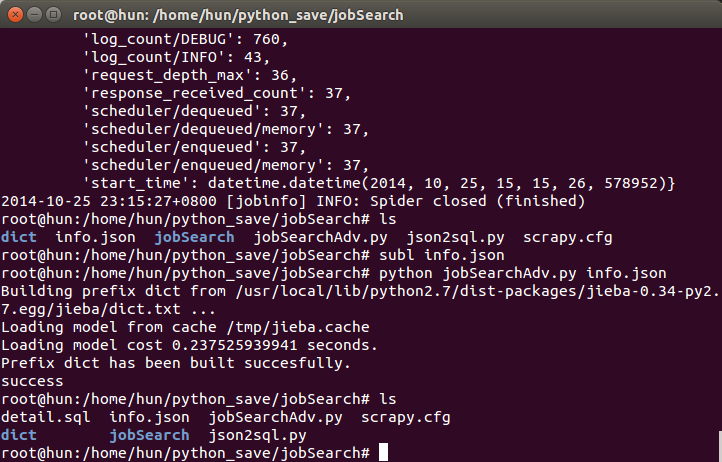 root@hun: /home/hun/python_save/jobSearch
'log_count/DEBUG': 760,
'log_count/INFO': 43,
'request_depth_max': 36,
'response_received_count': 37,
'scheduler/dequeued': 37,
'scheduler/dequeued/memory': 37,
'scheduler/enqueued': 37,
'scheduler/enqueued/memory': 37,
'start_time': datetime.datetime(2014, 10, 25, 15, 15, 26, 578952)}
2014-10-25 23:15:27+0800 [jobinfo] INFO: Spider closed (finished)
root@hun:/home/hun/python_save/jobSearch# ls
dict  info.json  jobSearch  jobSearchAdv.py  json2sql.py  scrapy.cfg
root@hun:/home/hun/python_save/jobSearch# subl info.json
root@hun:/home/hun/python_save/jobSearch# python jobSearchAdv.py info.json
Building prefix dict from /usr/local/lib/python2.7/dist-packages/jieba-0.34-py2.
7.egg/jieba/dict.txt ...
Loading model from cache /tmp/jieba.cache
Loading model cost 0.237525939941 seconds.
Prefix dict has been built succesfully.
success
root@hun:/home/hun/python_save/jobSearch# ls
detail.sql  info.json  jobSearchAdv.py  scrapy.cfg
dict        jobSearch  json2sql.py
root@hun:/home/hun/python_save/jobSearch#